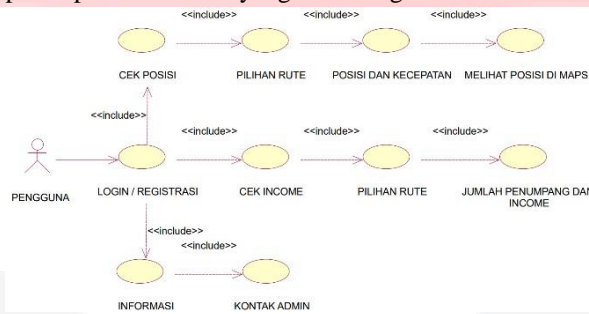 <<include>> <<include>> <<include>>
CEK POSISI PILIHAN RUTE POSISI DAN KECEPATAN MELIHAT POSISI DI MAPS
<<include>>
<<include>> <<include>> <<include>>
PENGGUNA LOGIN / REGISTRASI CEK INCOME PILIHAN RUTE JUMLAH PENUMPANG DAN
INCOME
<<include>>
<<include>>
INFORMASI KONTAK ADMIN